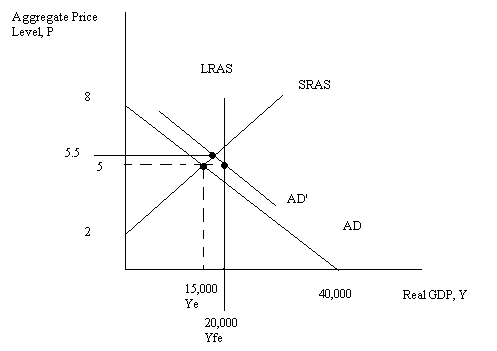 Aggregate Price
Level, P
LRAS
SRAS
8
5.5
5
AD'
AD
2
15,000
Ye
40,000
Real GDP, Y
20,000
Yfe